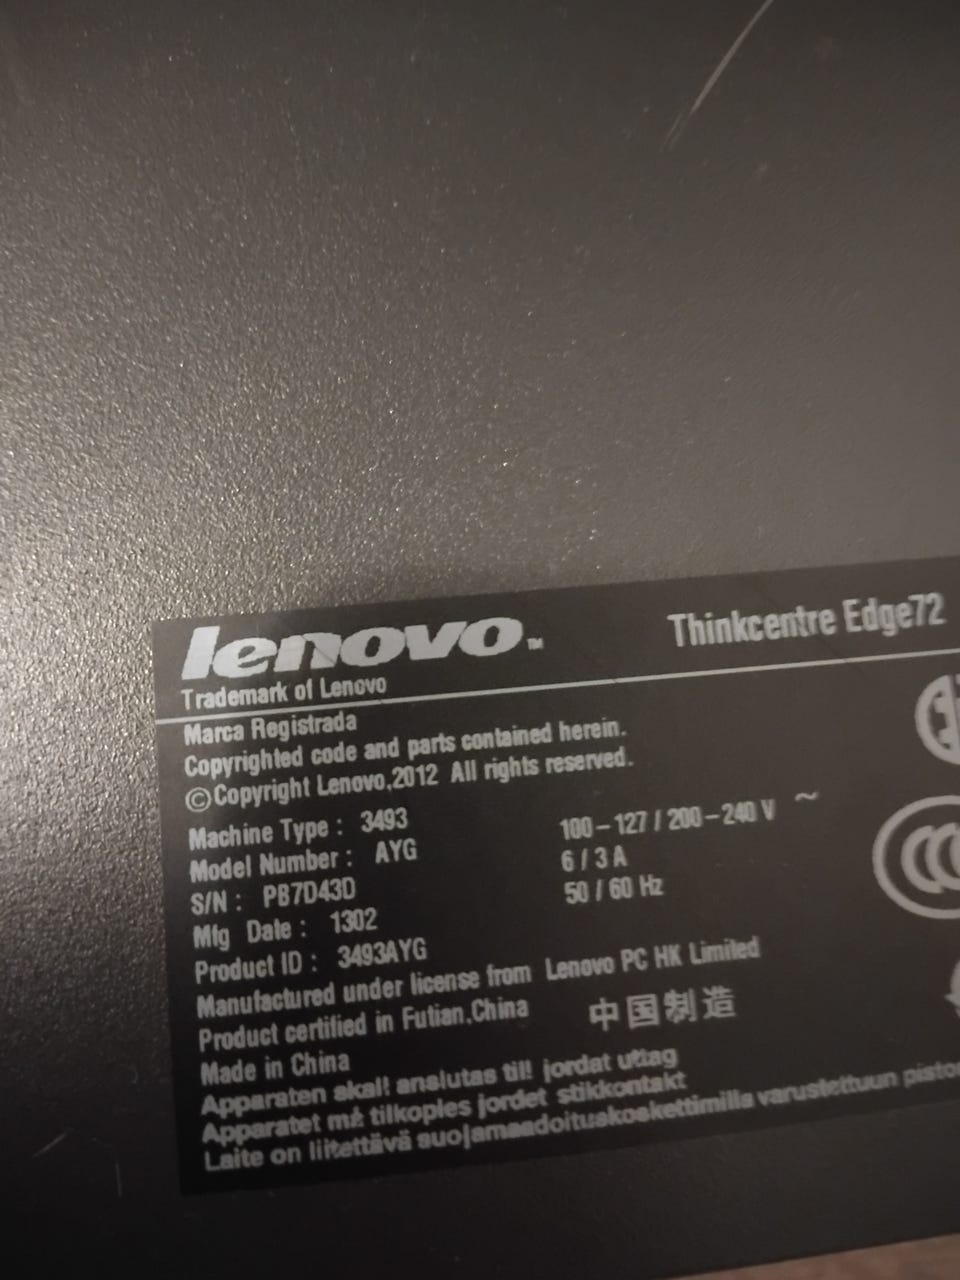 lenovo™ Thinkcentre Edge72
Trademark of Lenovo
Marca Registrada
Copyrighted code and parts contained herein.
©Copyright Lenovo,2012 All rights reserved.
Machine Type : 3493 100-127 / 200-240 V ~
Model Number : AYG 6 / 3 A
S/N : PB7D43D 50 / 60 Hz
Mfg Date : 1302
Product ID : 3493AYG
Manufactured under license from Lenovo PC HK Limited
Product certified in Futian,China 中国制造
Made in China
Apparaten skall anslutas till jordat uttag
Apparatet må tilkoples jordet stikkontakt
Laite on liitettävä suojamaadoituskoskettimilla varustettuun